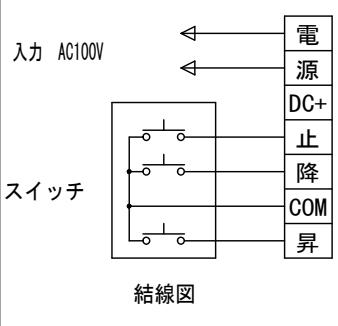 入力 AC100V
電
源
DC+
止
降
COM
昇
スイッチ
結線図